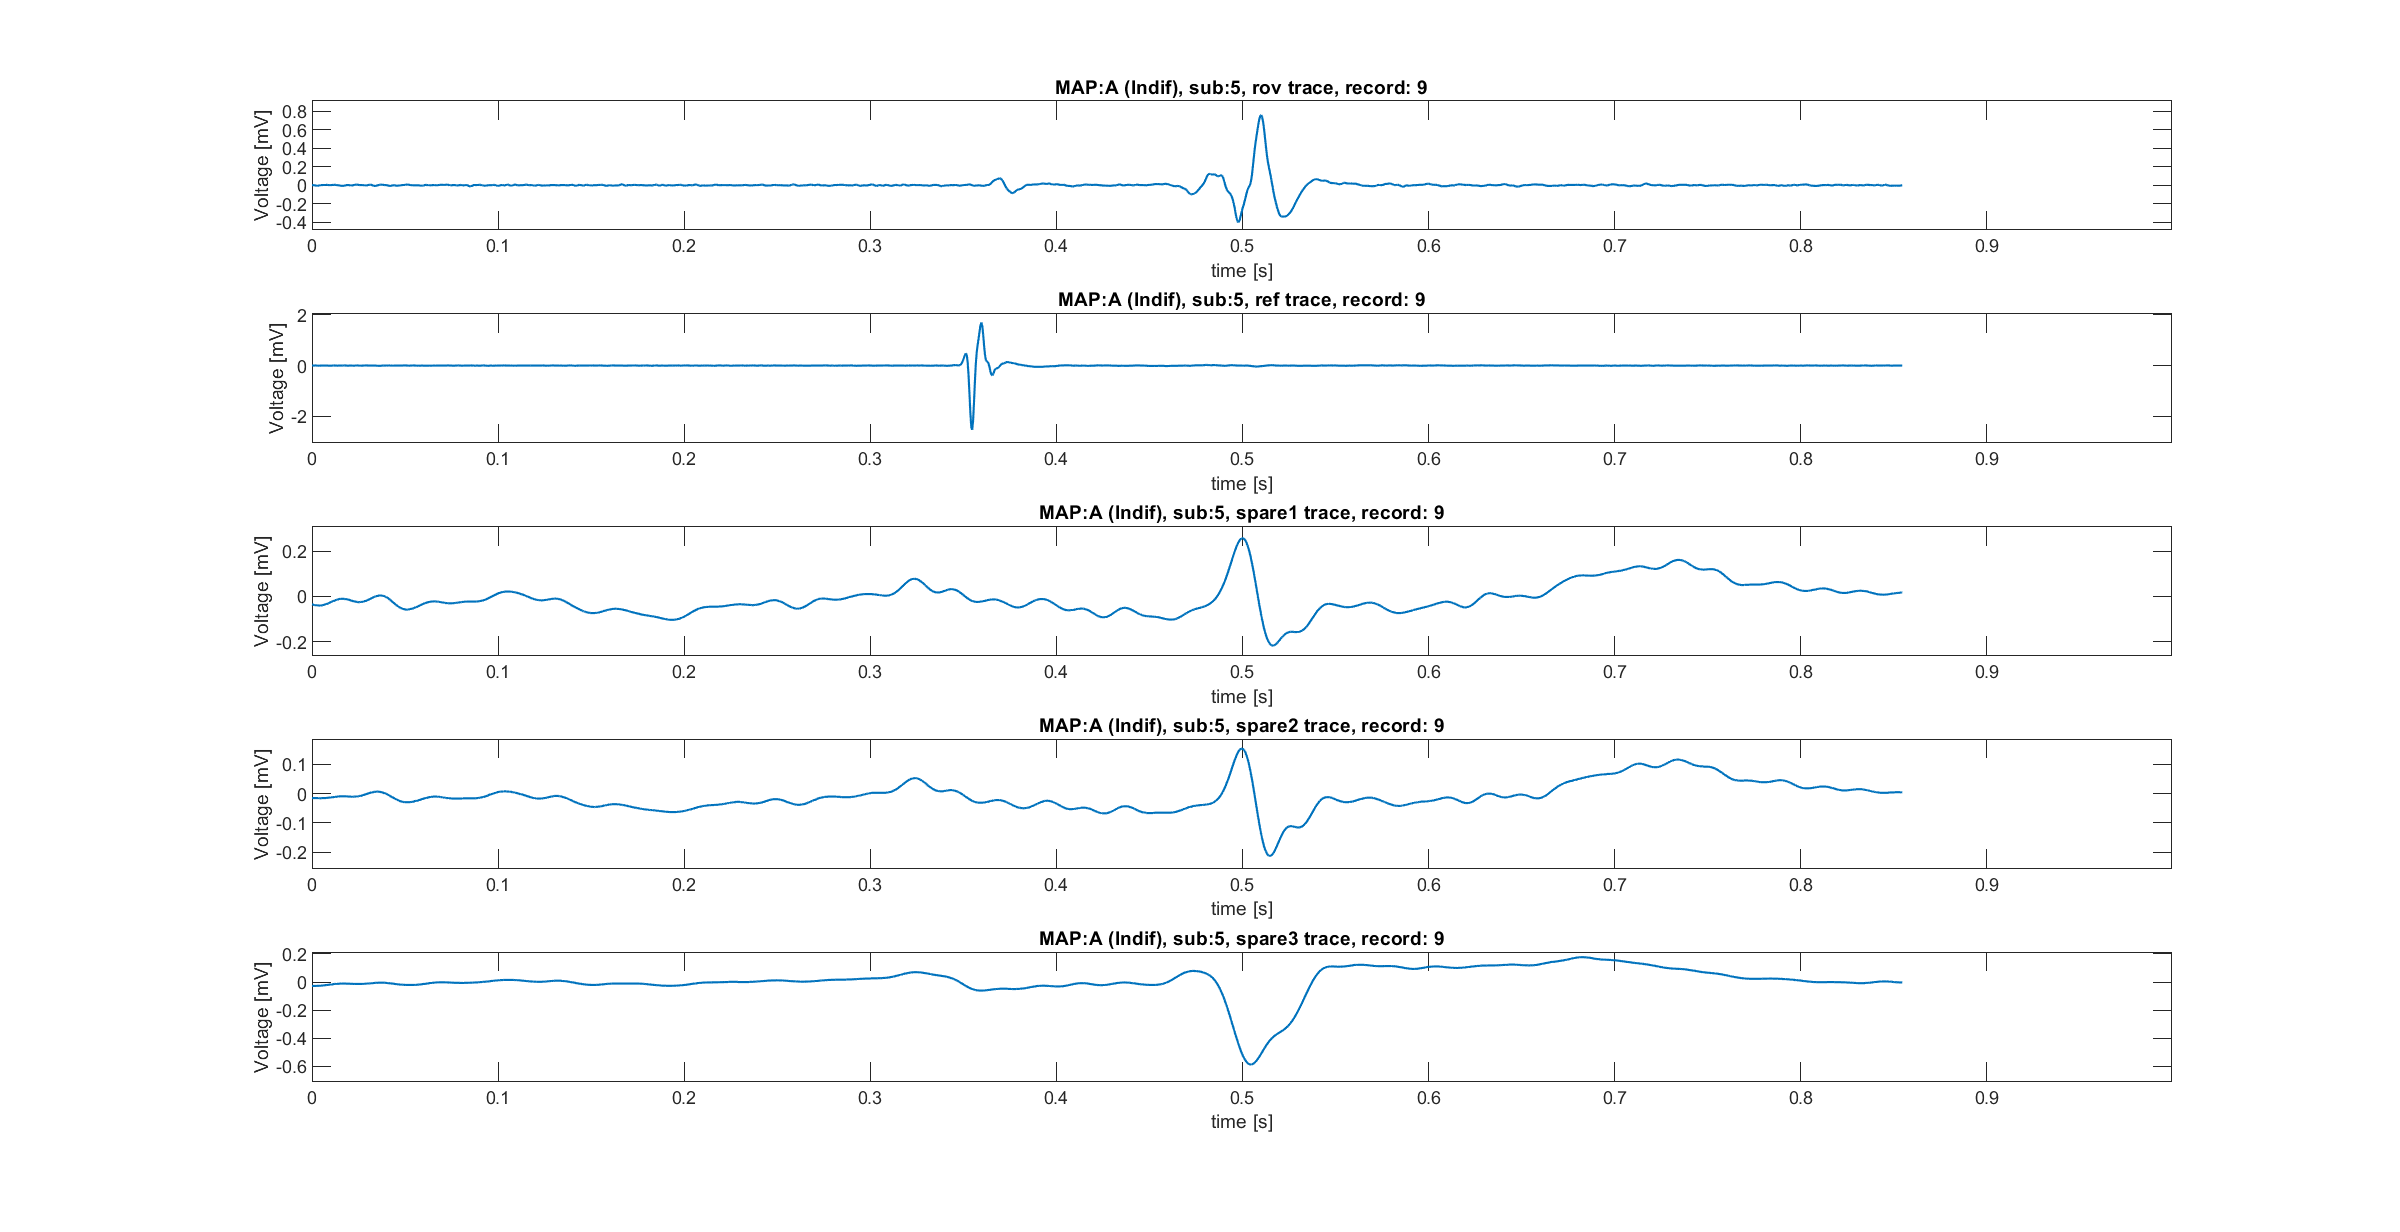 MAP:A (Indif), sub:5, rov trace, record: 9
Voltage [mV]
0.8
0.6
0.4
0.2
0
-0.2
-0.4
0 0.1 0.2 0.3 0.4 0.5 0.6 0.7 0.8 0.9
time [s]
MAP:A (Indif), sub:5, ref trace, record: 9
Voltage [mV]
2
0
-2
0 0.1 0.2 0.3 0.4 0.5 0.6 0.7 0.8 0.9
time [s]
MAP:A (Indif), sub:5, spare1 trace, record: 9
Voltage [mV]
0.2
0
-0.2
0 0.1 0.2 0.3 0.4 0.5 0.6 0.7 0.8 0.9
time [s]
MAP:A (Indif), sub:5, spare2 trace, record: 9
Voltage [mV]
0.1
0
-0.1
-0.2
0 0.1 0.2 0.3 0.4 0.5 0.6 0.7 0.8 0.9
time [s]
MAP:A (Indif), sub:5, spare3 trace, record: 9
Voltage [mV]
0.2
0
-0.2
-0.4
-0.6
0 0.1 0.2 0.3 0.4 0.5 0.6 0.7 0.8 0.9
time [s]